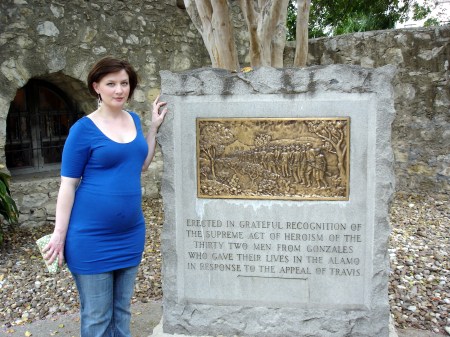 ERECTED IN GRATEFUL RECOGNITION OF
THE SUPREME ACT OF HEROISM OF THE
THIRTY TWO MEN FROM GONZALES
WHO GAVE THEIR LIVES IN THE ALAMO
IN RESPONSE TO THE APPEAL OF TRAVIS